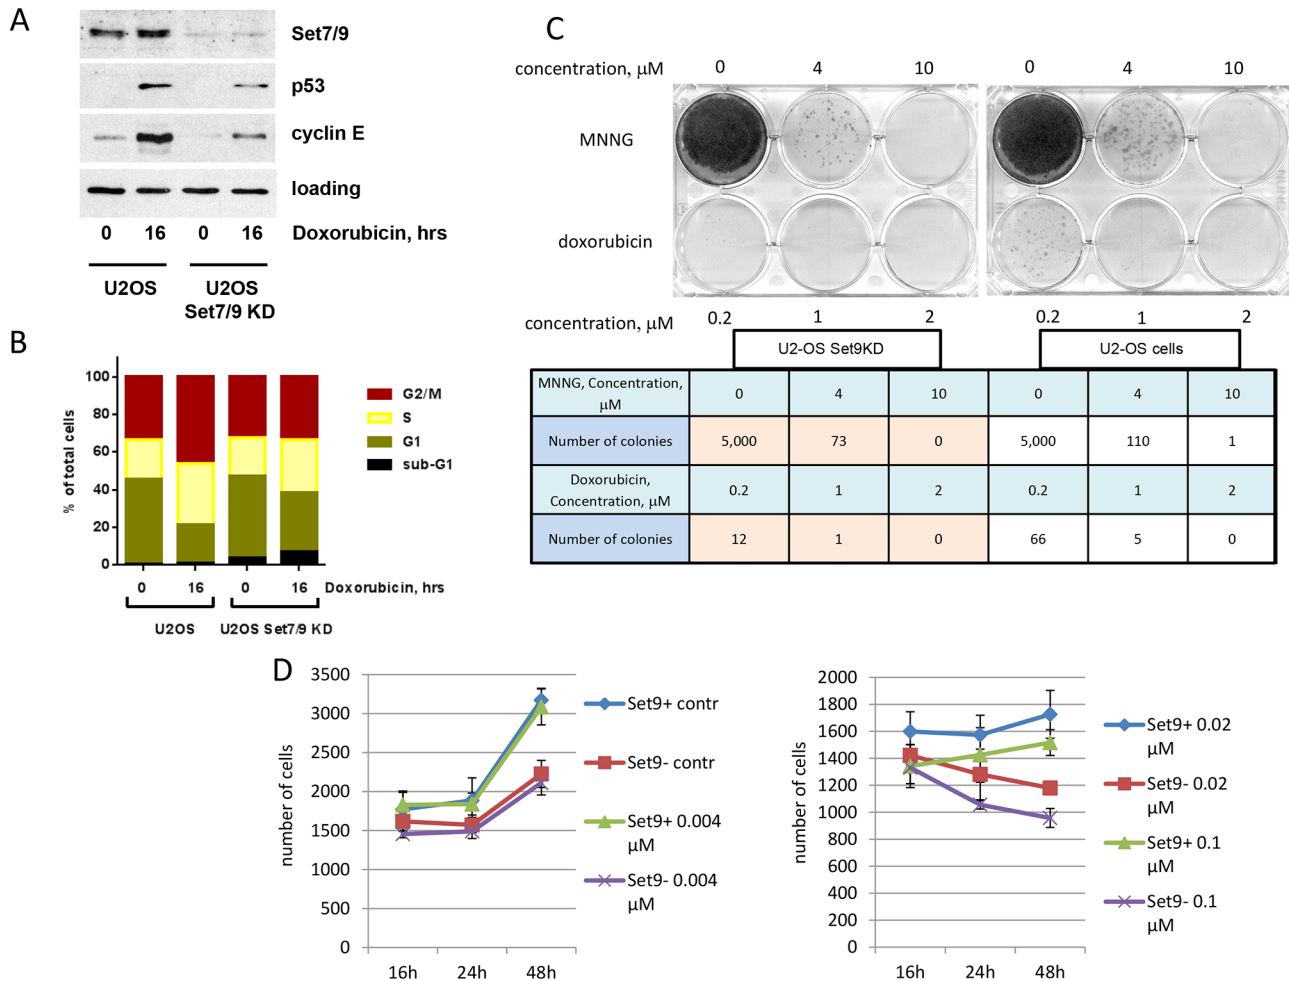 A
Set7/9
p53
cyclin E
loading
0 16 0 16 Doxorubicin, hrs
U2OS U2OS
Set7/9 KD
B
100
80
60
40
20
0
% of total cells
G2/M
S
G1
sub-G1
0 16 0 16 Doxorubicin, hrs
U2OS U2OS Set7/9 KD
C
concentration, µM 0 4 10 0 4 10
MNNG
doxorubicin
concentration, µM 0.2 1 2 0.2 1 2
U2-OS Set9KD U2-OS cells
MNNG, Concentration,
µM 0 4 10 0 4 10
Number of colonies 5,000 73 0 5,000 110 1
Doxorubicin,
Concentration, µM 0.2 1 2 0.2 1 2
Number of colonies 12 1 0 66 5 0
D
3500
3000
2500
2000
1500
1000
500
0
number of cells
16h 24h 48h
Set9+ contr
Set9- contr
Set9+ 0.004
µM
Set9- 0.004
µM
2000
1800
1600
1400
1200
1000
800
600
400
200
0
number of cells
16h 24h 48h
Set9+ 0.02
µM
Set9- 0.02
µM
Set9+ 0.1
µM
Set9- 0.1
µM